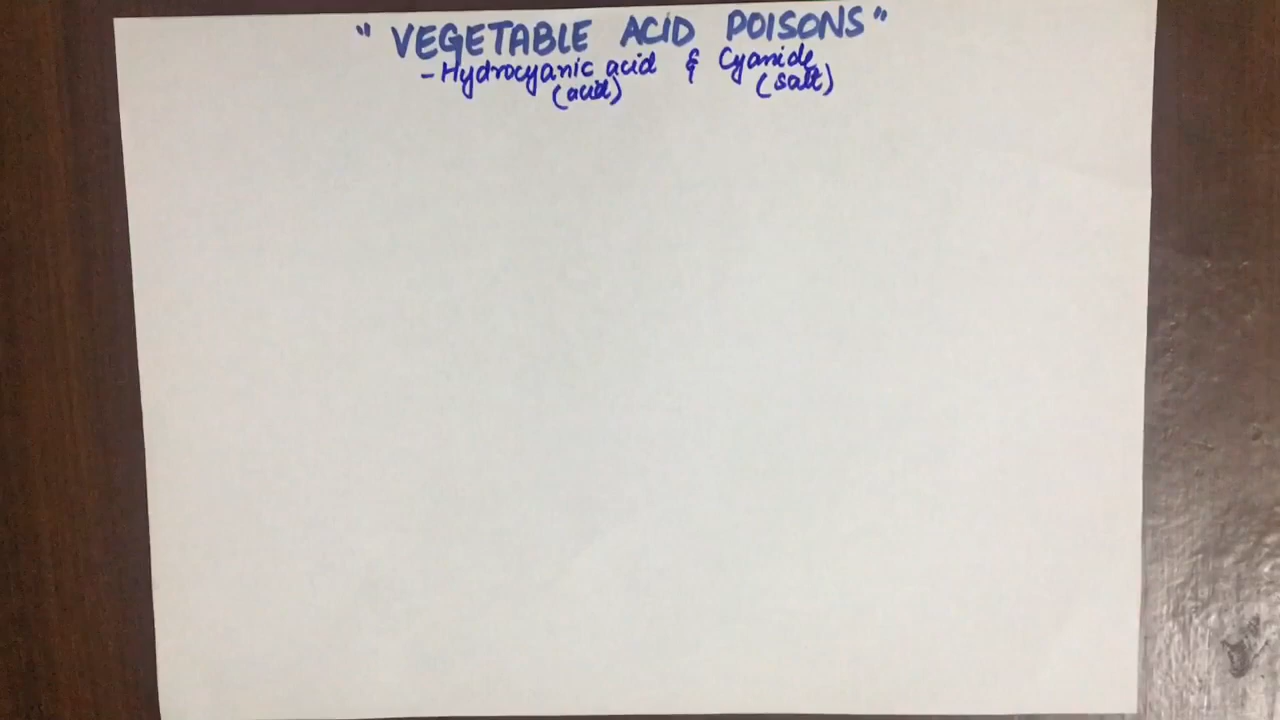 " VEGETABLE ACID POISONS "
- Hydrocyanic acid & Cyanide
(acid) (salt)